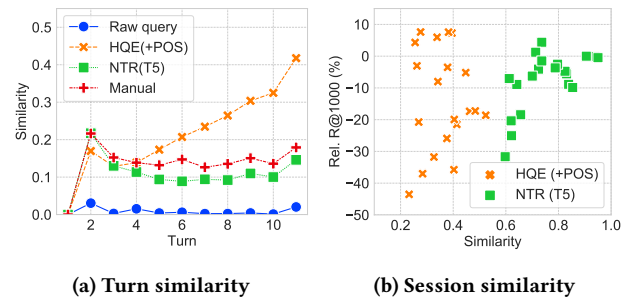 0.5
0.4
0.3
0.2
0.1
0.0
Similarity
Raw query
HQE(+POS)
NTR(T5)
Manual
2 4 6 8 10
Turn
(a) Turn similarity
10
0
−10
−20
−30
−40
−50
Rel. R@1000 (%)
HQE (+POS)
NTR (T5)
0.2 0.4 0.6 0.8 1.0
Similarity
(b) Session similarity